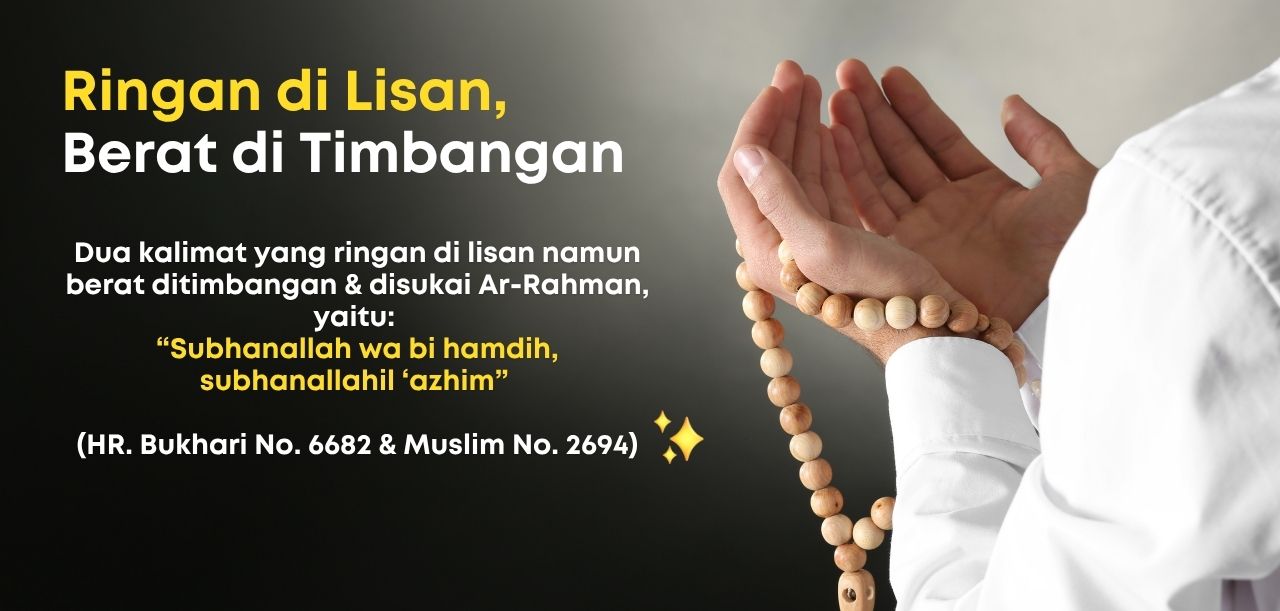 Ringan di Lisan,
Berat di Timbangan
Dua kalimat yang ringan di lisan namun
berat ditimbangan & disukai Ar-Rahman,
yaitu:
“Subhanallah wa bi hamdih,
subhanallahil ‘azhim”
(HR. Bukhari No. 6682 & Muslim No. 2694)